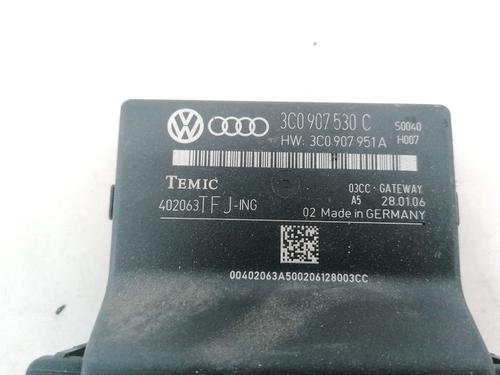 3C0 907 530 C S0040
HW: 3C0 907 951A H007
TEMIC
03CC - GATEWAY
402063TFJ-ING
A5 28.01.06
02 Made in GERMANY
00402063A500206128003CC